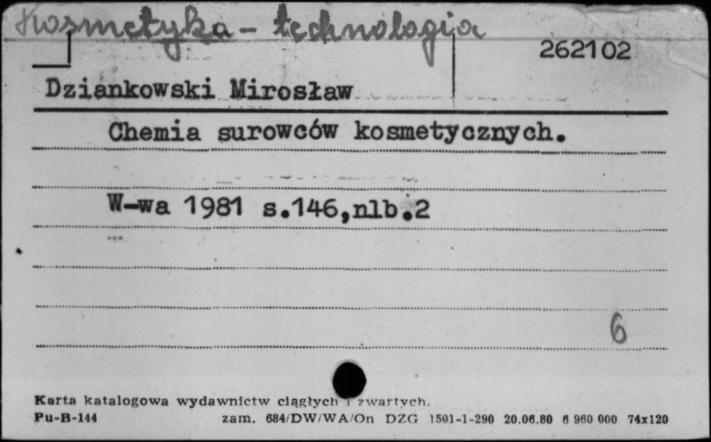 Kosmetyka - technologia
262102
Dziankowski Mirosław
Chemia surowców kosmetycznych.
W-wa 1981 s.146,nlb.2
6
Karta katalogowa wydawnictw ciągłych i zwartych.
Pu-B-144 zam. 684/DW/WA/On DZG 1501-1-290 20.06.80 6 960 000 74x120